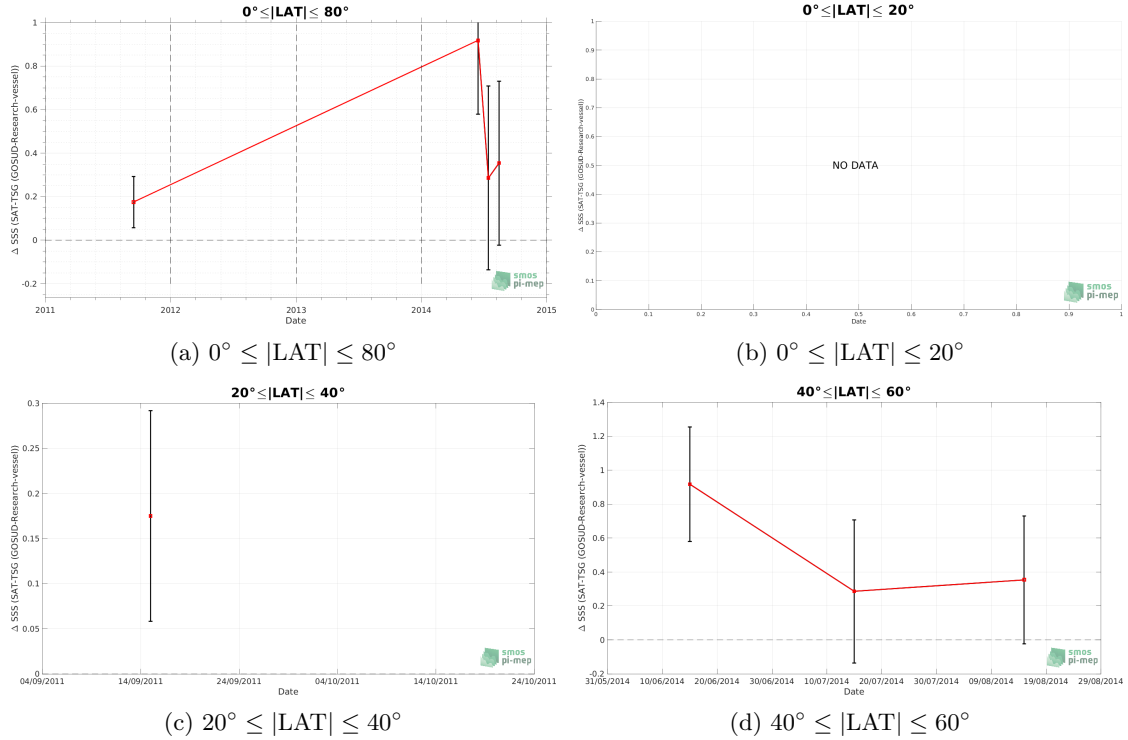 0°≤|LAT|≤ 80°
Δ SSS (SAT-TSG (GOSUD-Research-vessel))
1
0.8
0.6
0.4
0.2
0
-0.2
2011
2012
2013
2014
2015
Date
smos
pi-mep
(a) 0° ≤ |LAT| ≤ 80°
0°≤|LAT|≤ 20°
Δ SSS (SAT-TSG (GOSUD-Research-vessel))
1
0.9
0.8
0.7
0.6
0.5
0.4
0.3
0.2
0.1
0
NO DATA
0
0.1
0.2
0.3
0.4
0.5
0.6
0.7
0.8
0.9
1
Date
smos
pi-mep
(b) 0° ≤ |LAT| ≤ 20°
20°≤|LAT|≤ 40°
Δ SSS (SAT-TSG (GOSUD-Research-vessel))
0.3
0.25
0.2
0.15
0.1
0.05
0
04/09/2011
14/09/2011
24/09/2011
04/10/2011
14/10/2011
24/10/2011
Date
smos
pi-mep
(c) 20° ≤ |LAT| ≤ 40°
40°≤|LAT|≤ 60°
Δ SSS (SAT-TSG (GOSUD-Research-vessel))
1.4
1.2
1
0.8
0.6
0.4
0.2
0
-0.2
31/05/2014
10/06/2014
20/06/2014
30/06/2014
10/07/2014
20/07/2014
30/07/2014
09/08/2014
19/08/2014
29/08/2014
Date
smos
pi-mep
(d) 40° ≤ |LAT| ≤ 60°